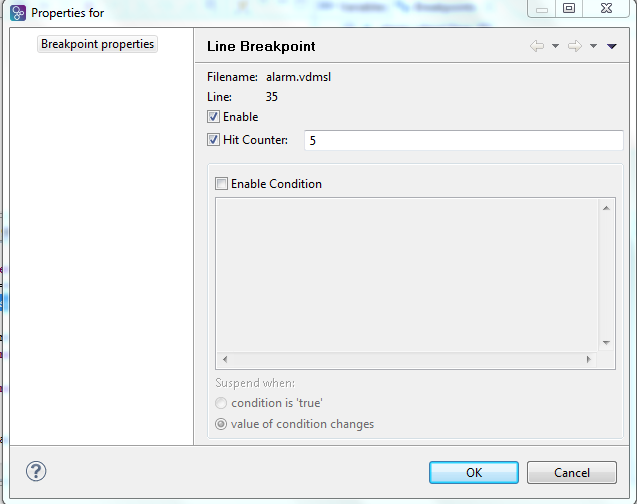 Properties for
Breakpoint properties
Line Breakpoint
Filename: alarm.vdmsl
Line: 35
Enable
Hit Counter: 5
Enable Condition
Suspend when:
condition is 'true'
value of condition changes
?
OK Cancel